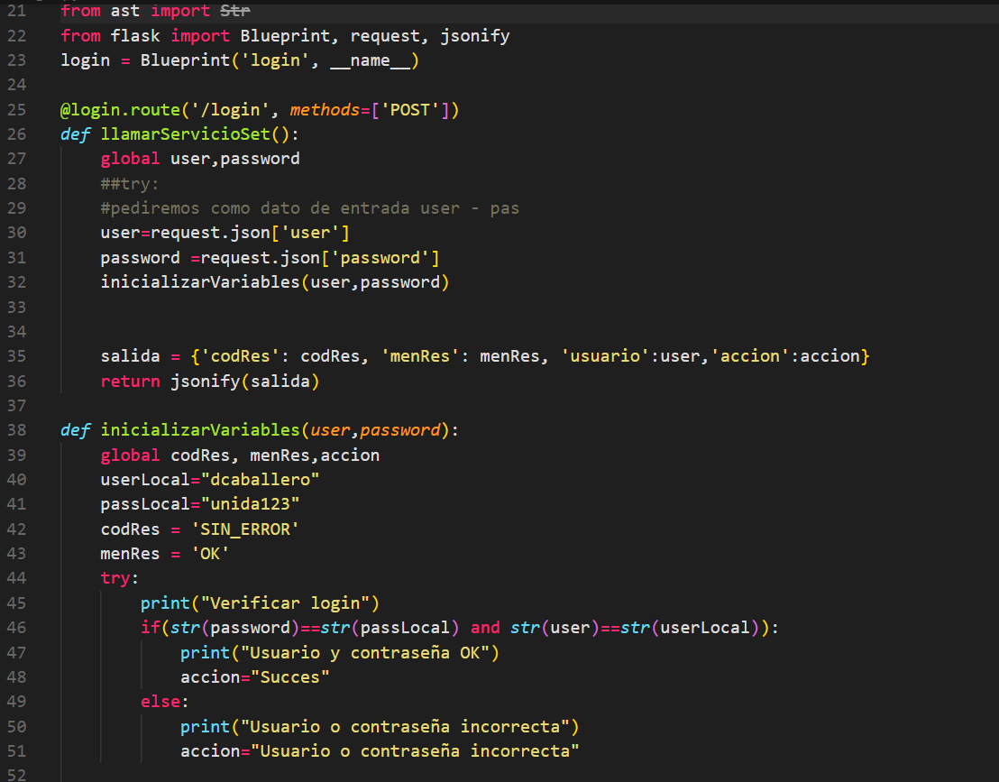 21 from ast import Str
22 from flask import Blueprint, request, jsonify
23 login = Blueprint('login', __name__)
24
25 @login.route('/login', methods=['POST'])
26 def llamarServicioSet():
27     global user,password
28     ##try:
29     #pediremos como dato de entrada user - pas
30     user=request.json['user']
31     password =request.json['password']
32     inicializarVariables(user,password)
33
34
35     salida = {'codRes': codRes, 'menRes': menRes, 'usuario':user,'accion':accion}
36     return jsonify(salida)
37
38 def inicializarVariables(user,password):
39     global codRes, menRes,accion
40     userLocal="dcaballero"
41     passLocal="unida123"
42     codRes = 'SIN_ERROR'
43     menRes = 'OK'
44     try:
45         print("Verificar login")
46         if(str(password)==str(passLocal) and str(user)==str(userLocal)):
47             print("Usuario y contraseña OK")
48             accion="Succes"
49         else:
50             print("Usuario o contraseña incorrecta")
51             accion="Usuario o contraseña incorrecta"
52